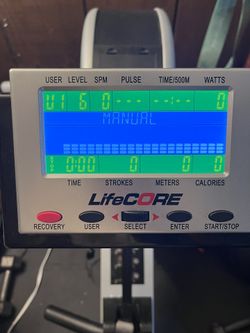 USER LEVEL SPM PULSE TIME/500M WATTS
U1 6 0 --- --:-- 0
MANUAL
0:00 0 0 0
TIME STROKES METERS CALORIES
LifeCORE
RECOVERY USER SELECT ENTER START/STOP